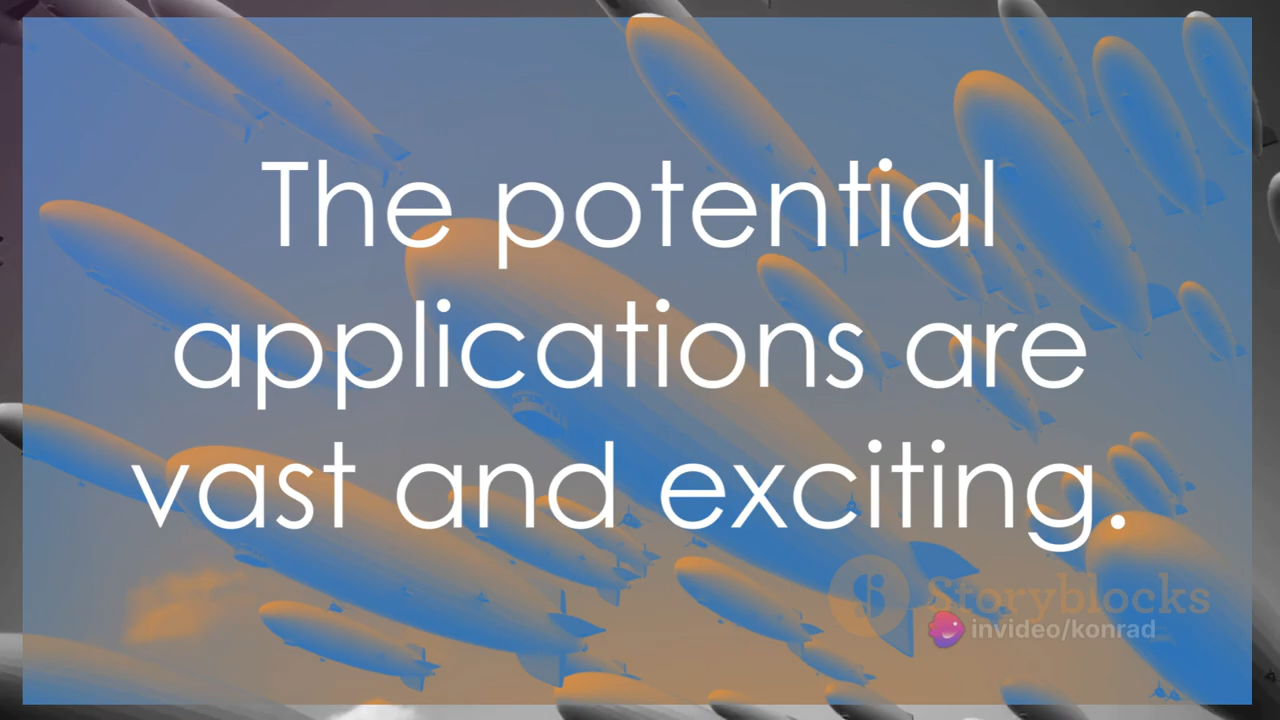 The potential
applications are
vast and exciting.
Storyblocks
invideo/konrad